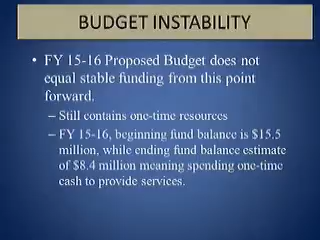 BUDGET INSTABILITY
• FY 15-16 Proposed Budget does not
equal stable funding from this point
forward.
– Still contains one-time resources
– FY 15-16, beginning fund balance is $15.5
million, while ending fund balance estimate
of $8.4 million meaning spending one-time
cash to provide services.